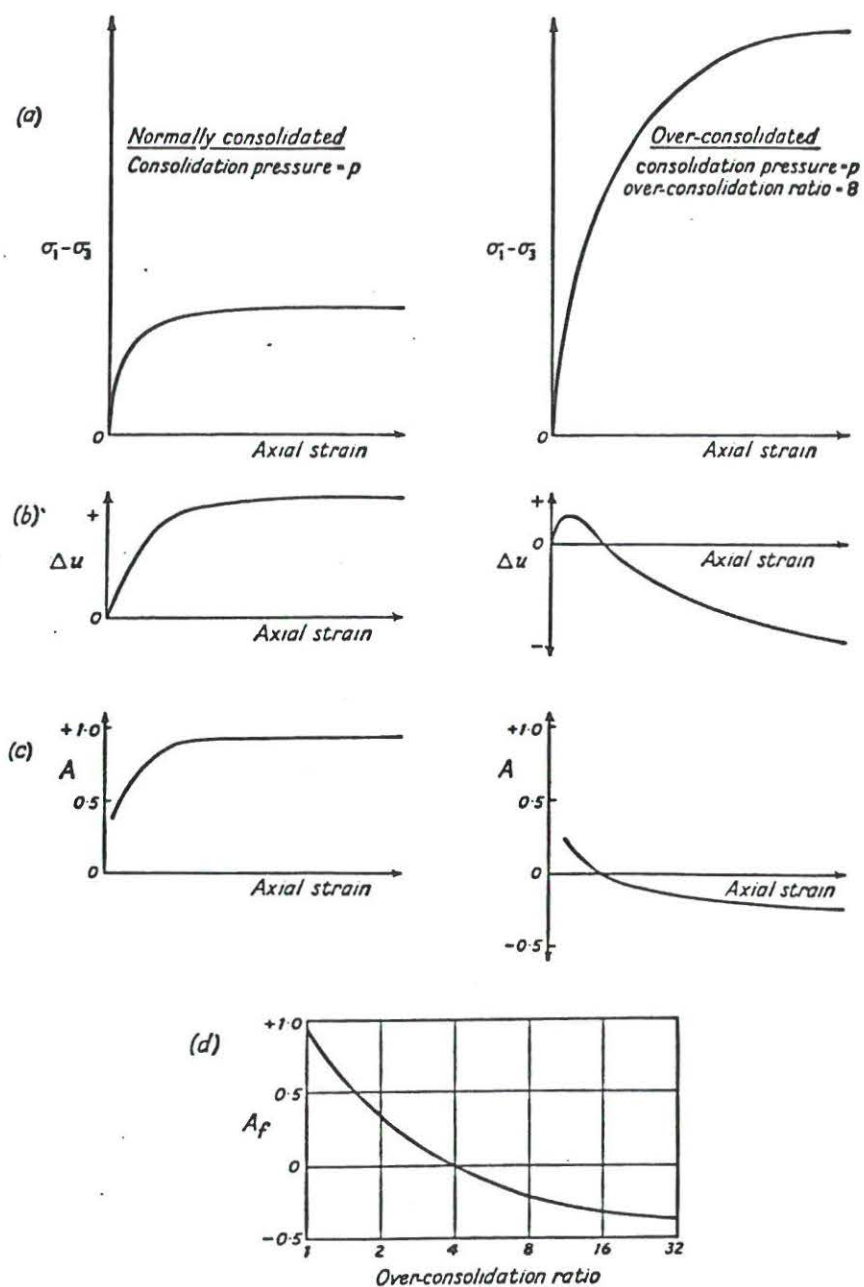 (a)
Normally consolidated
Consolidation pressure = p
σ₁-σ₃
0
Axial strain
Over-consolidated
consolidation pressure = p
over-consolidation ratio = 8
σ₁-σ₃
0
Axial strain
(b)
+
Δu
0
Axial strain
+
0
Δu
-
Axial strain
(c)
+1·0
A
0·5
0
Axial strain
+1·0
A
0·5
0
-0·5
Axial strain
(d)
+1·0
0·5
A_f
0
-0·5
1 2 4 8 16 32
Over-consolidation ratio